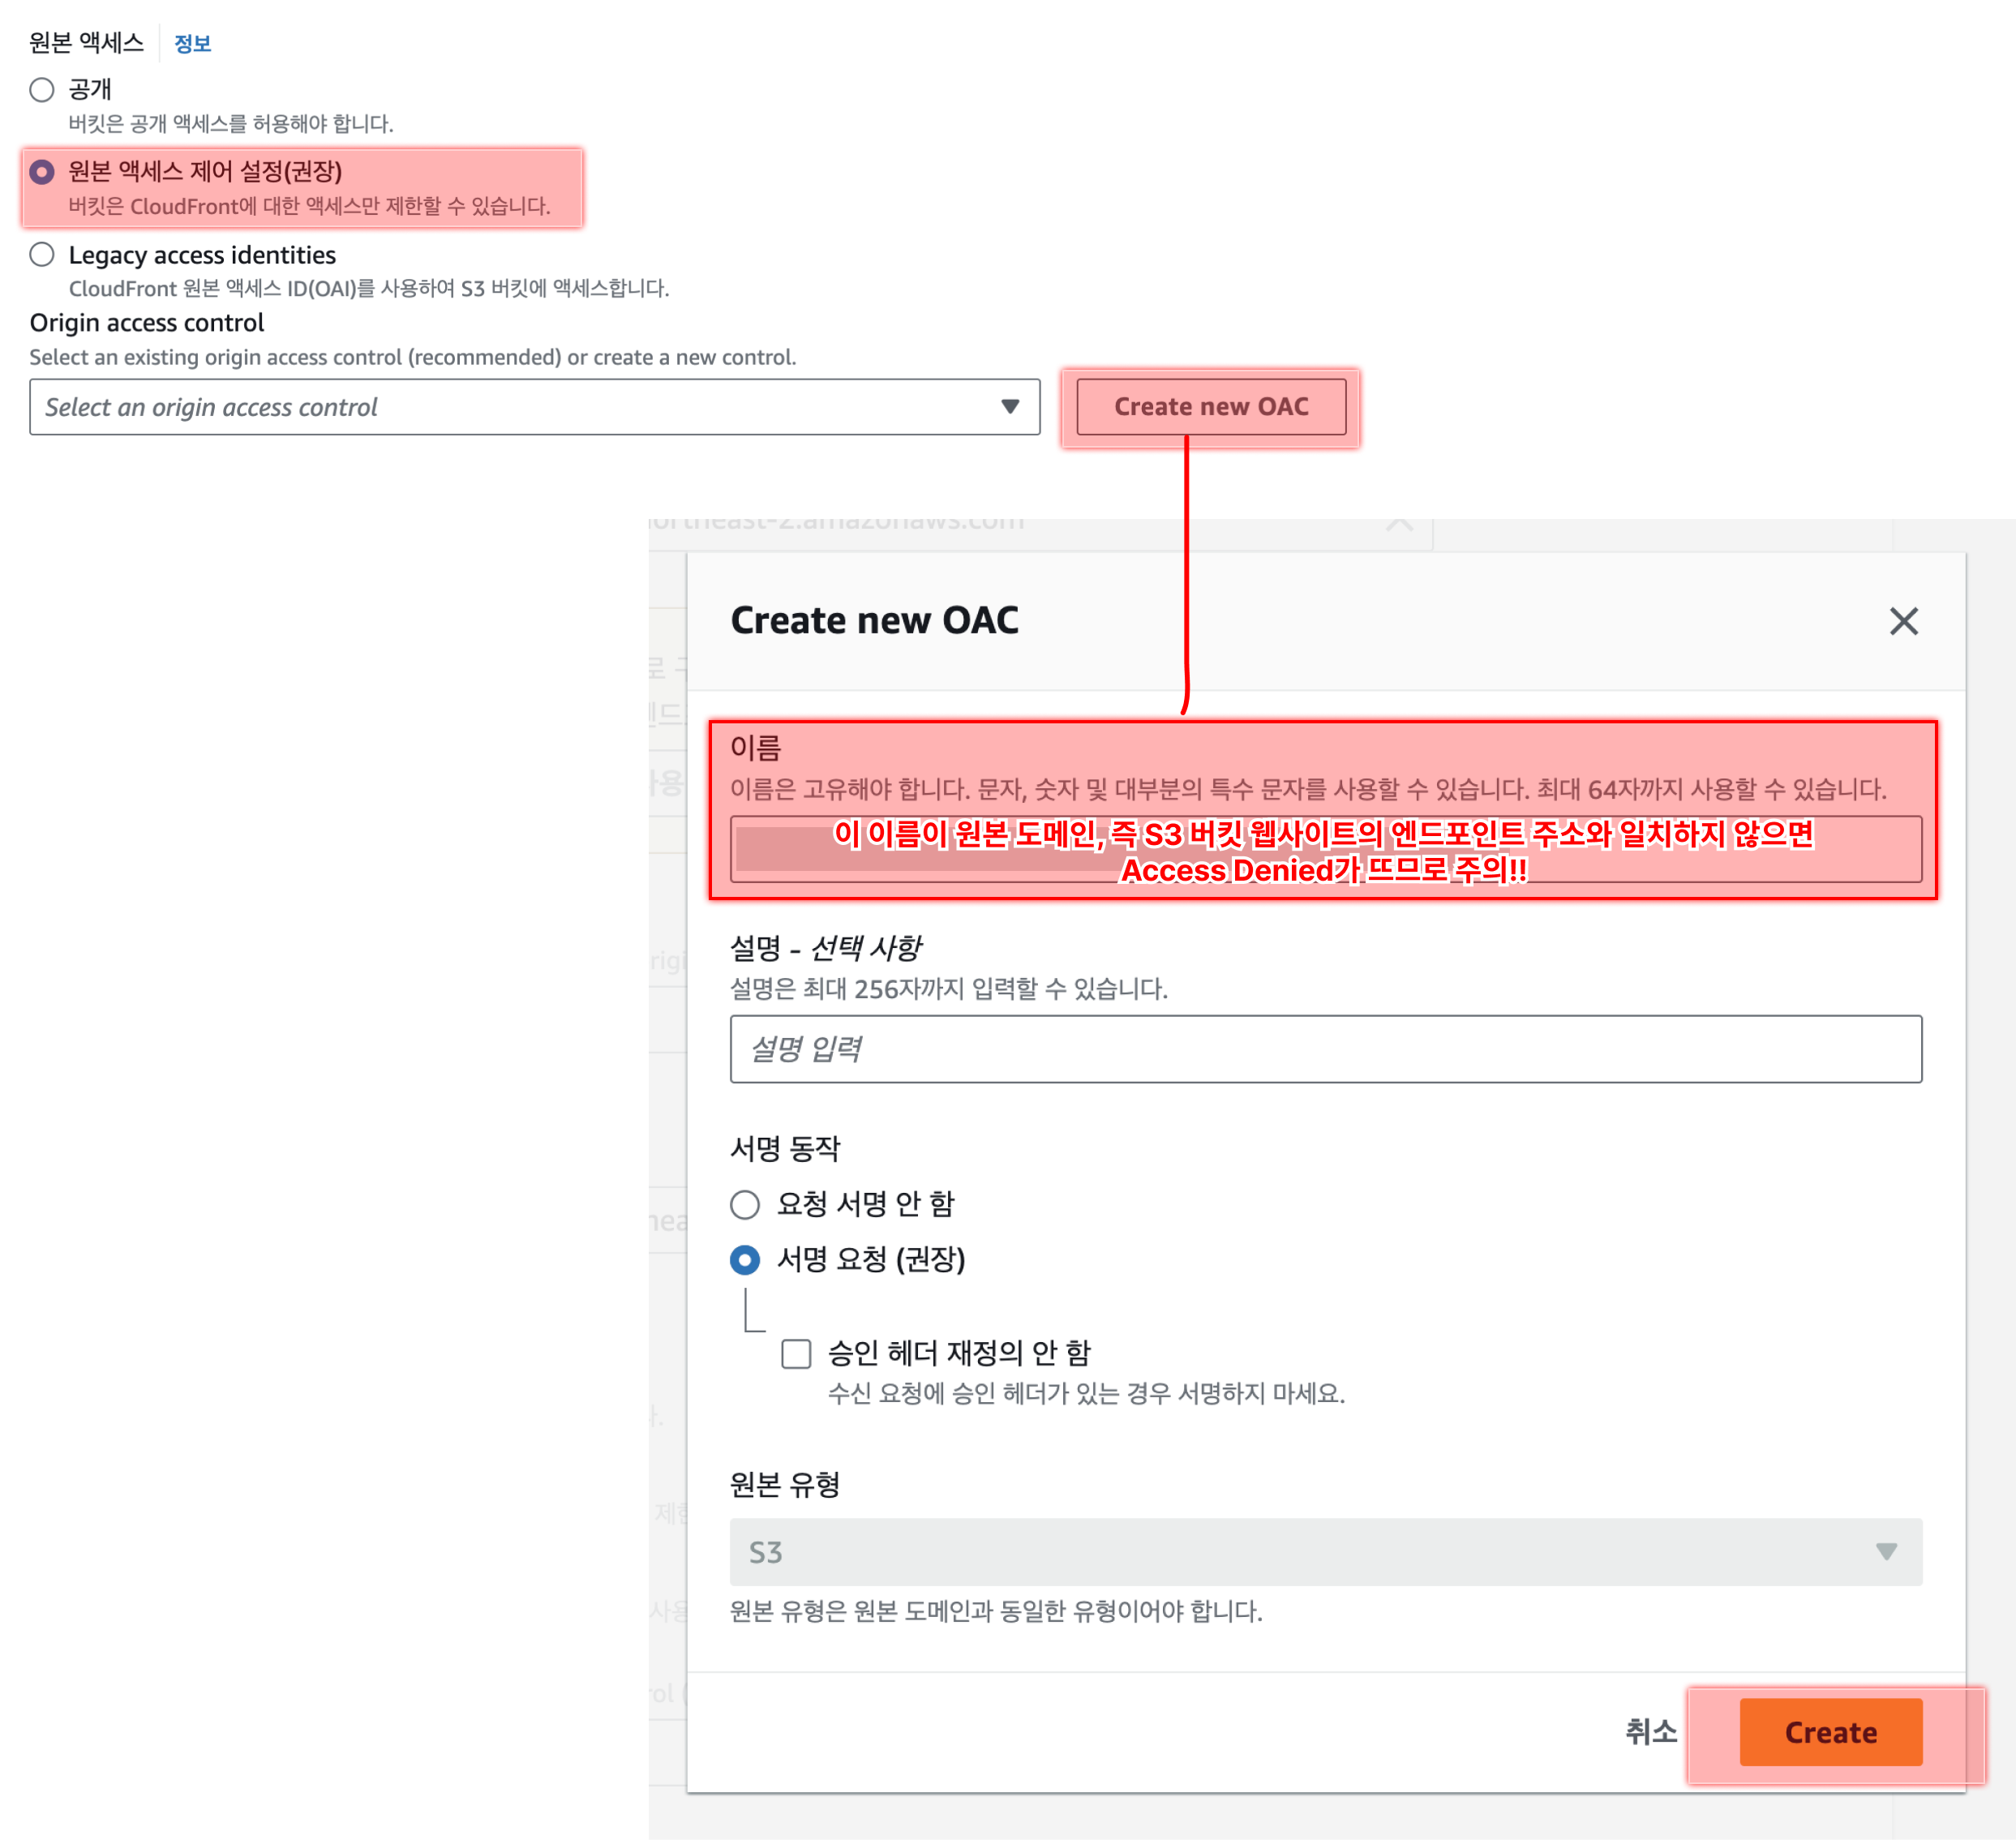 원본 액세스
정보
공개
버킷은 공개 액세스를 허용해야 합니다.
원본 액세스 제어 설정(권장)
버킷은 CloudFront에 대한 액세스만 제한할 수 있습니다.
Legacy access identities
CloudFront 원본 액세스 ID(OAI)를 사용하여 S3 버킷에 액세스합니다.
Origin access control
Select an existing origin access control (recommended) or create a new control.
Select an origin access control
Create new OAC
ortheast-2.amazonaws.com
Create new OAC
이름
이름은 고유해야 합니다. 문자, 숫자 및 대부분의 특수 문자를 사용할 수 있습니다. 최대 64자까지 사용할 수 있습니다.
이 이름이 원본 도메인, 즉 S3 버킷 웹사이트의 엔드포인트 주소와 일치하지 않으면
Access Denied가 뜨므로 주의!!
설명 - 선택 사항
설명은 최대 256자까지 입력할 수 있습니다.
설명 입력
서명 동작
요청 서명 안 함
서명 요청 (권장)
승인 헤더 재정의 안 함
수신 요청에 승인 헤더가 있는 경우 서명하지 마세요.
원본 유형
S3
원본 유형은 원본 도메인과 동일한 유형이어야 합니다.
취소
Create